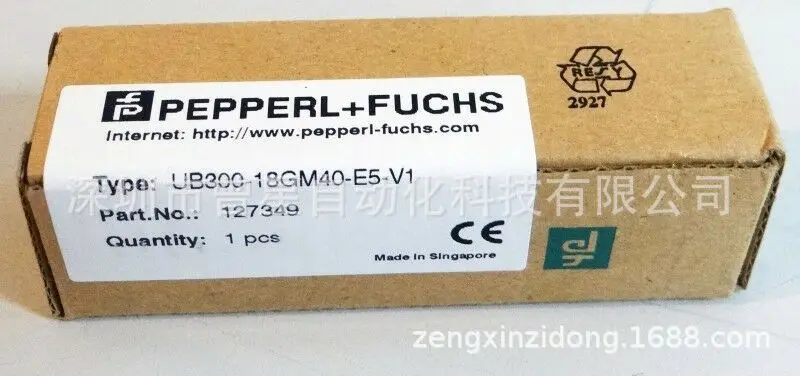 PEPPERL+FUCHS
Internet: http://www.pepperl-fuchs.com
Type: UB300-18GM40-E5-V1
Part.No.: 127349
Quantity: 1 pcs
CE
Made in Singapore
RESY
2927
深圳市曾星自动化科技有限公司
zengxinzidong.1688.com